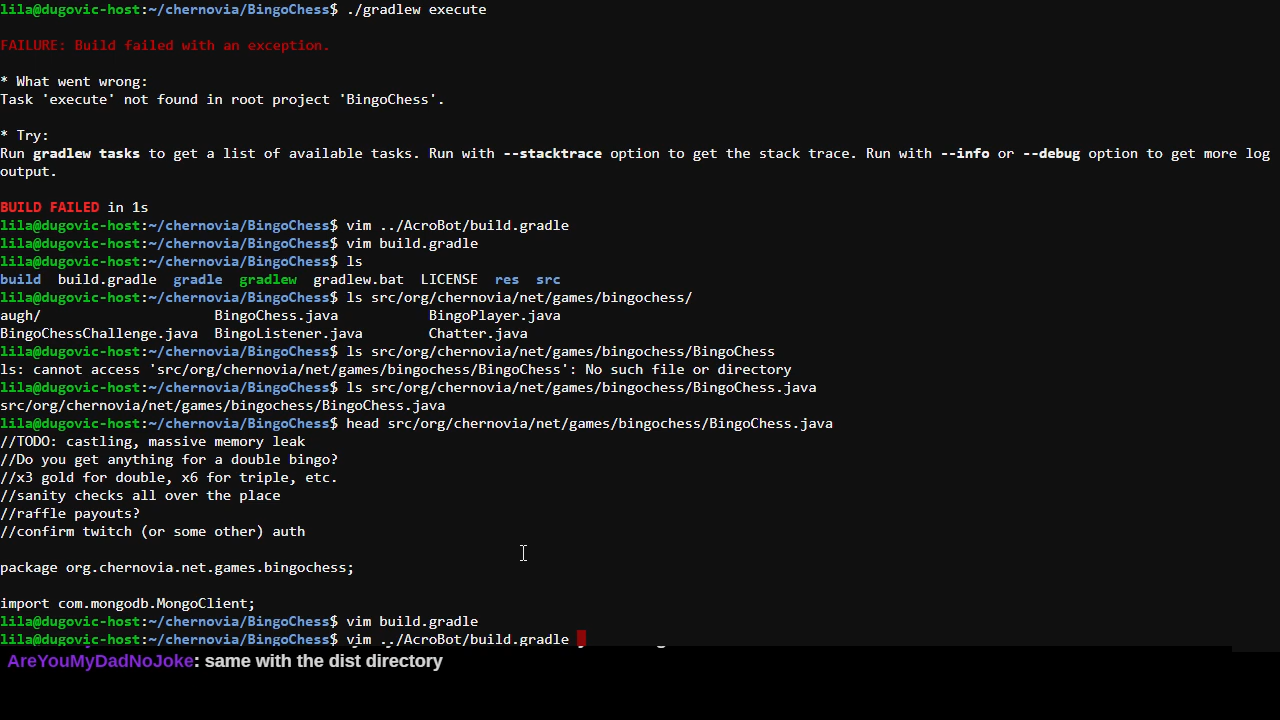 lila@dugovic-host:~/chernovia/BingoChess$ ./gradlew execute
FAILURE: Build failed with an exception.
* What went wrong:
Task 'execute' not found in root project 'BingoChess'.
* Try:
Run gradlew tasks to get a list of available tasks. Run with --stacktrace option to get the stack trace. Run with --info or --debug option to get more log
output.
BUILD FAILED in 1s
lila@dugovic-host:~/chernovia/BingoChess$ vim ../AcroBot/build.gradle
lila@dugovic-host:~/chernovia/BingoChess$ vim build.gradle
lila@dugovic-host:~/chernovia/BingoChess$ ls
build  build.gradle  gradle  gradlew  gradlew.bat  LICENSE  res  src
lila@dugovic-host:~/chernovia/BingoChess$ ls src/org/chernovia/net/games/bingochess/
augh/                     BingoChess.java           BingoPlayer.java
BingoChessChallenge.java  BingoListener.java        Chatter.java
lila@dugovic-host:~/chernovia/BingoChess$ ls src/org/chernovia/net/games/bingochess/BingoChess
ls: cannot access 'src/org/chernovia/net/games/bingochess/BingoChess': No such file or directory
lila@dugovic-host:~/chernovia/BingoChess$ ls src/org/chernovia/net/games/bingochess/BingoChess.java
src/org/chernovia/net/games/bingochess/BingoChess.java
lila@dugovic-host:~/chernovia/BingoChess$ head src/org/chernovia/net/games/bingochess/BingoChess.java
//TODO: castling, massive memory leak
//Do you get anything for a double bingo?
//x3 gold for double, x6 for triple, etc.
//sanity checks all over the place
//raffle payouts?
//confirm twitch (or some other) auth
package org.chernovia.net.games.bingochess;
import com.mongodb.MongoClient;
lila@dugovic-host:~/chernovia/BingoChess$ vim build.gradle
lila@dugovic-host:~/chernovia/BingoChess$ vim ../AcroBot/build.gradle
AreYouMyDadNoJoke: same with the dist directory